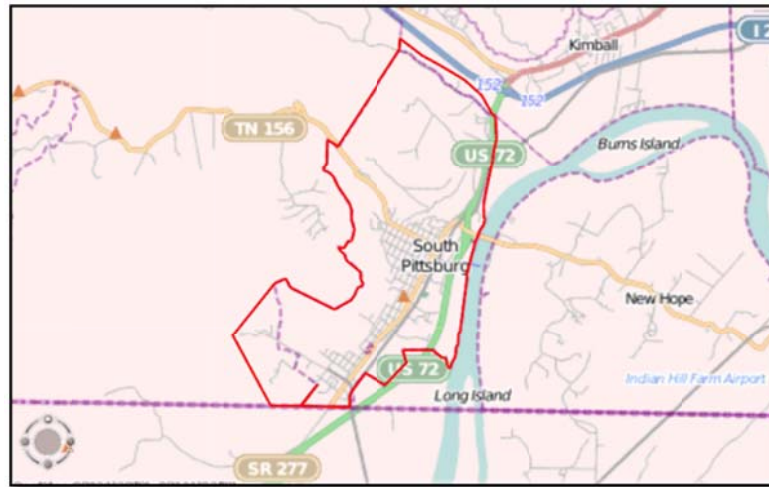 I 2
Kimball
152
152
TN 156
US 72
Burns Island
South
Pittsburg
New Hope
US 72
Indian Hill Farm Airport
Long Island
SR 277